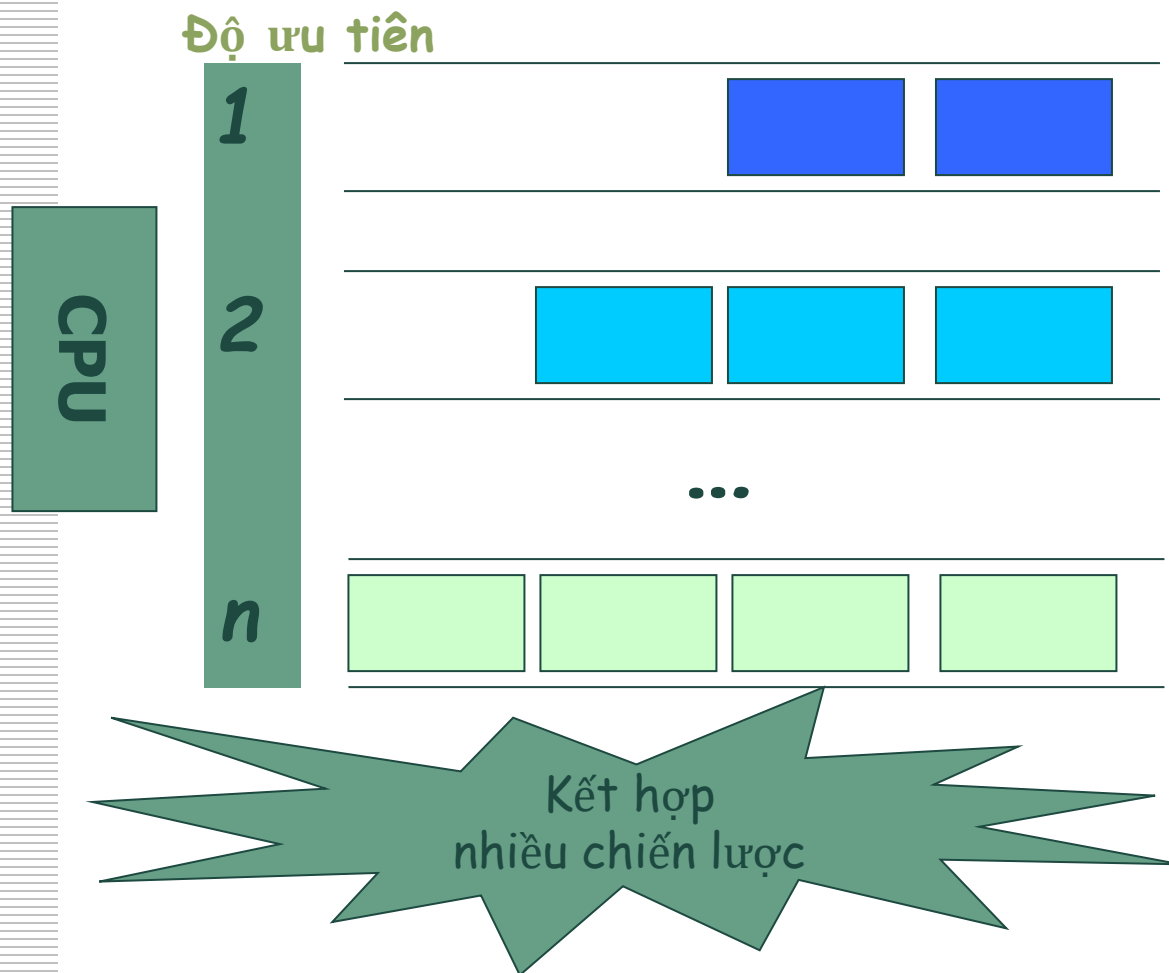 Độ ưu tiên
1
CPU
2
...
n
Kết hợp
nhiều chiến lược